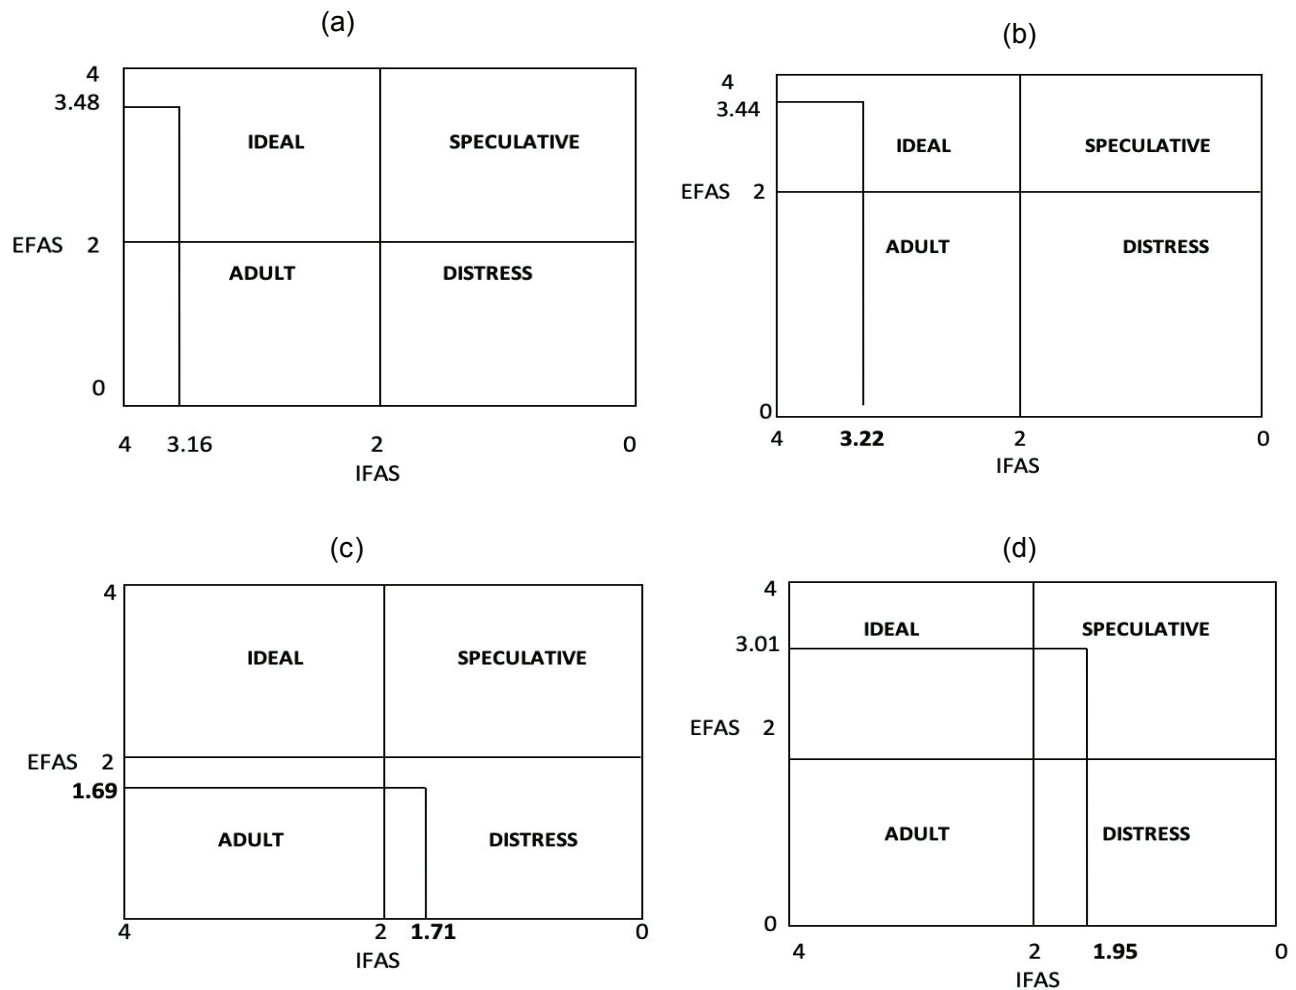 (a)
4
3.48
IDEAL SPECULATIVE
EFAS 2
ADULT DISTRESS
0
4 3.16 2 0
IFAS
(b)
4
3.44
IDEAL SPECULATIVE
EFAS 2
ADULT DISTRESS
0
4 3.22 2 0
IFAS
(c)
4
IDEAL SPECULATIVE
EFAS 2
1.69
ADULT DISTRESS
4 2 1.71 0
IFAS
(d)
4
IDEAL SPECULATIVE
3.01
EFAS 2
ADULT DISTRESS
0
4 2 1.95 0
IFAS